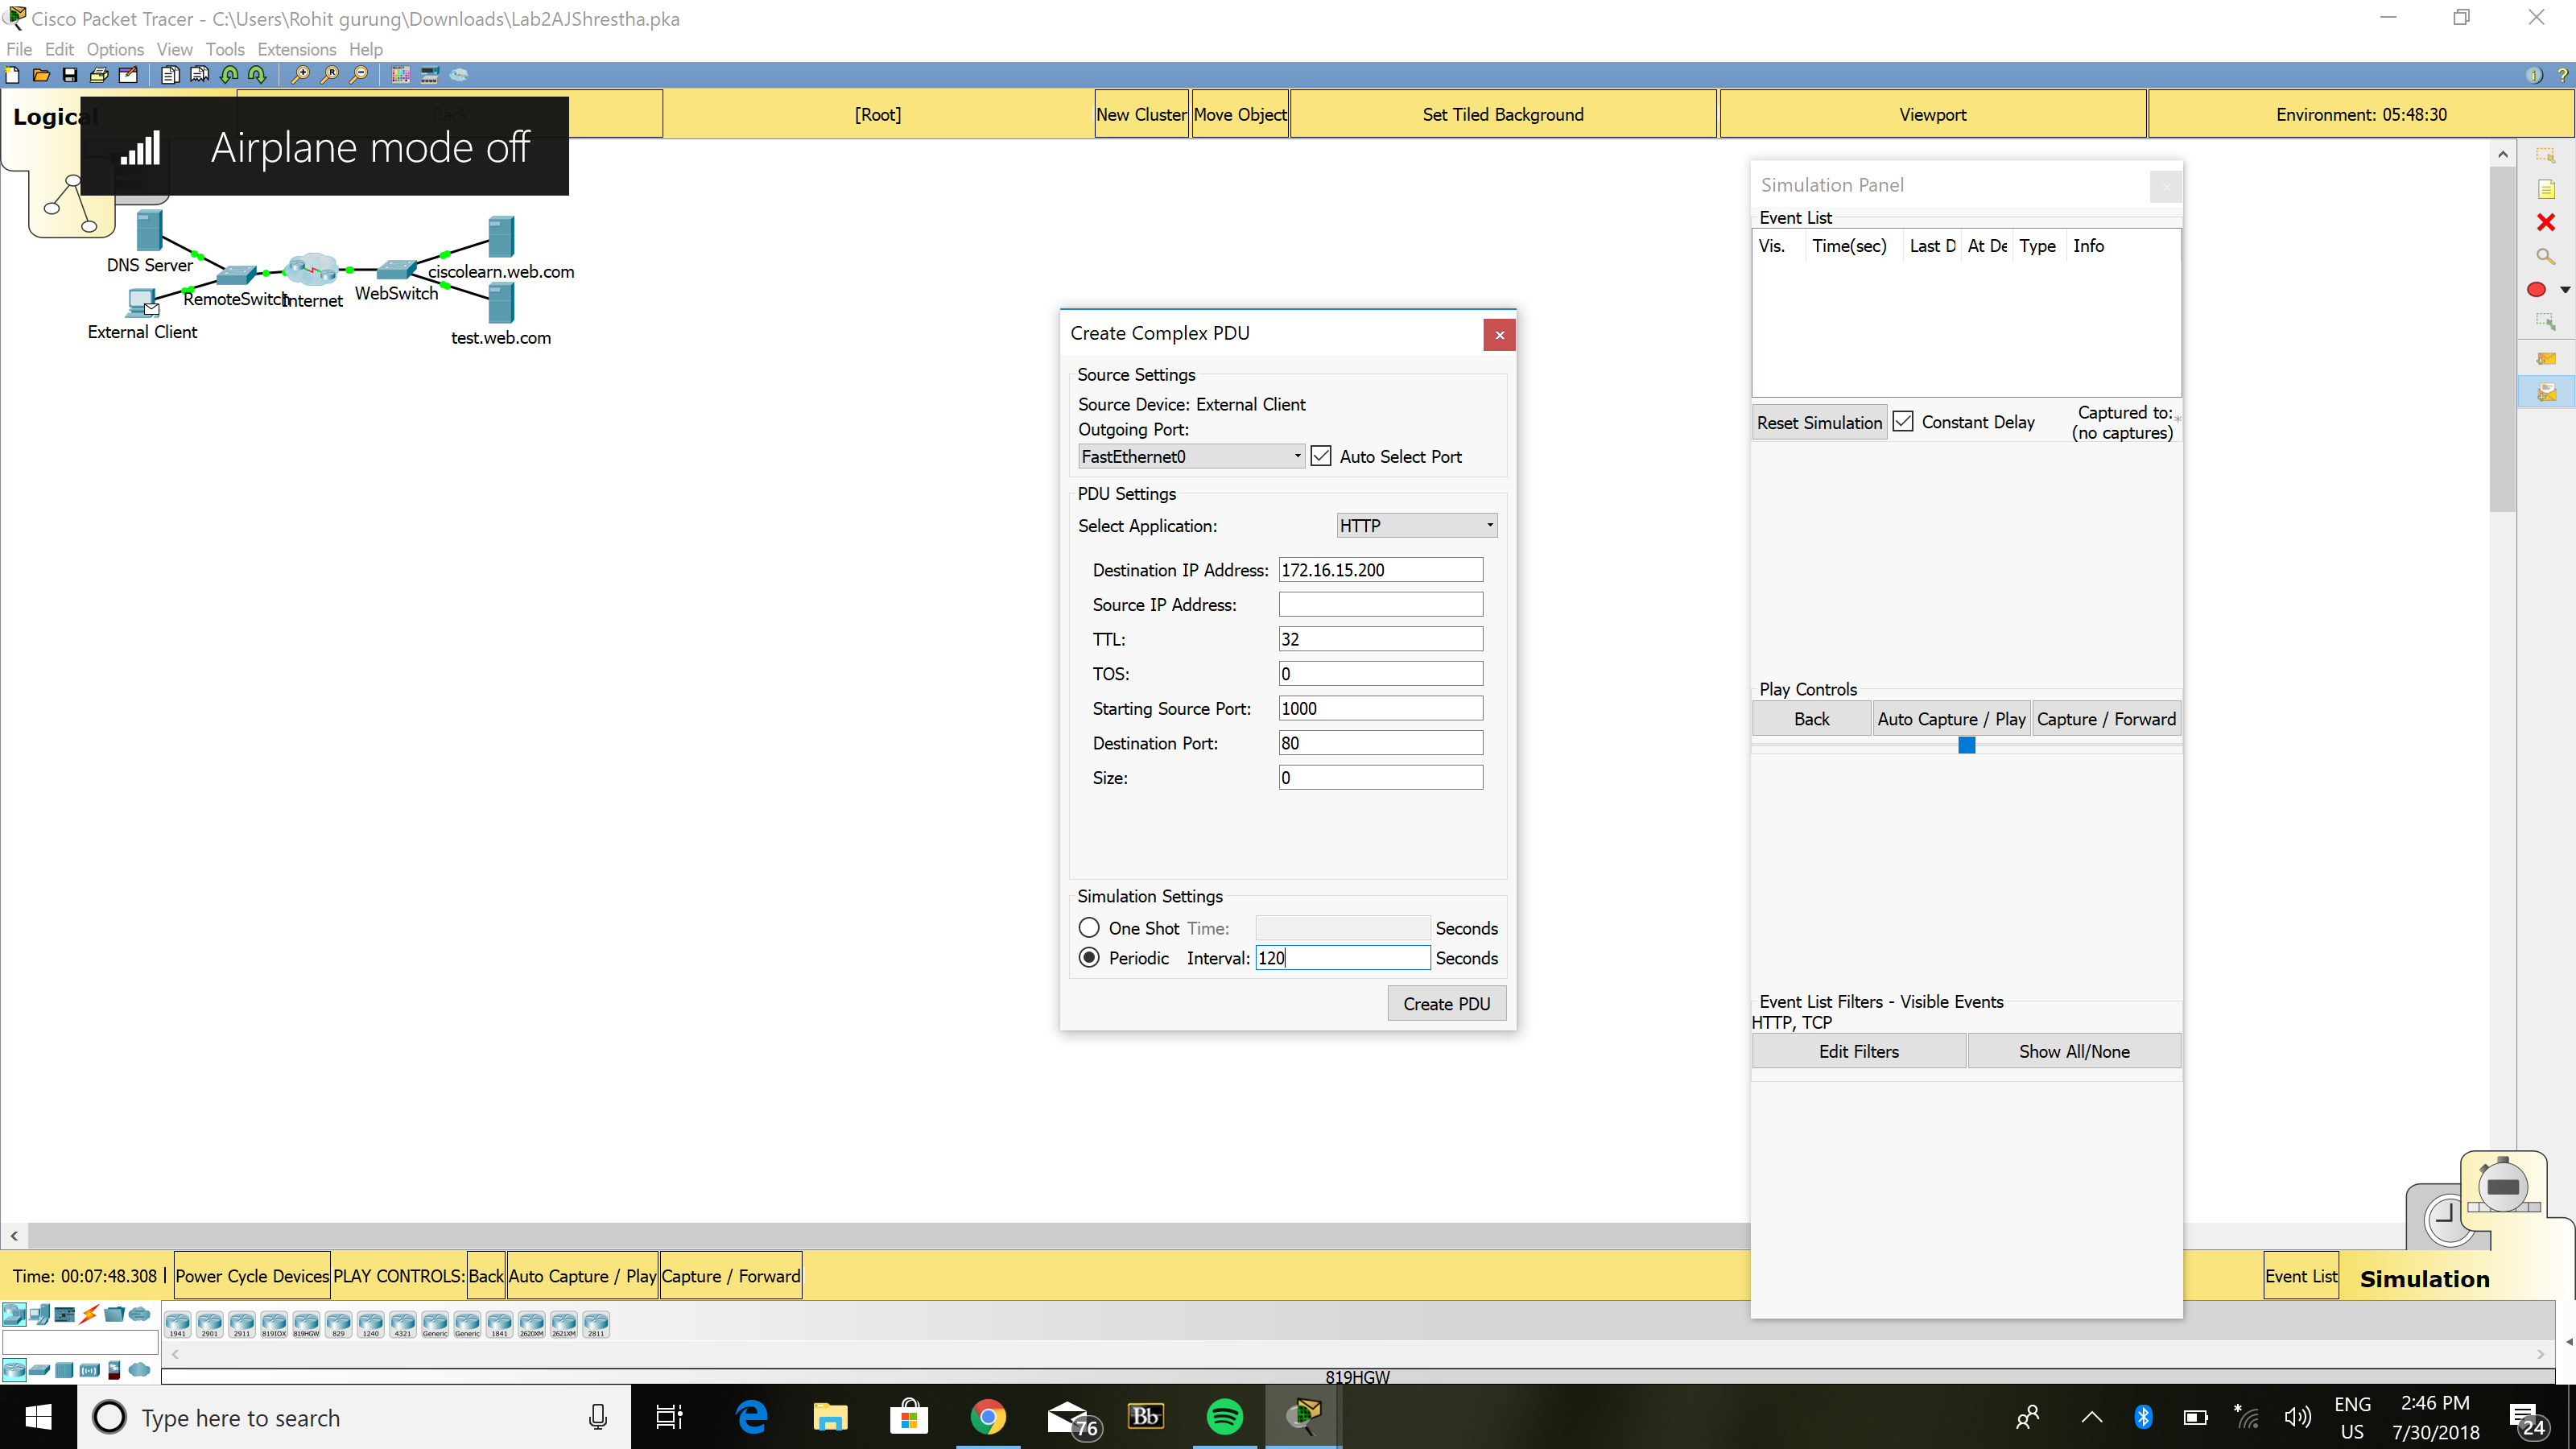 Cisco Packet Tracer - C:\Users\Rohit gurung\Downloads\Lab2AJShrestha.pka
File Edit Options View Tools Extensions Help
Logical
Back
[Root]
New Cluster
Move Object
Set Tiled Background
Viewport
Environment: 05:48:30
Airplane mode off
DNS Server
External Client
RemoteSwitch
Internet
WebSwitch
ciscolearn.web.com
test.web.com
Create Complex PDU
Source Settings
Source Device: External Client
Outgoing Port:
FastEthernet0 Auto Select Port
PDU Settings
Select Application: HTTP
Destination IP Address: 172.16.15.200
Source IP Address:
TTL: 32
TOS: 0
Starting Source Port: 1000
Destination Port: 80
Size: 0
Simulation Settings
One Shot Time: Seconds
Periodic Interval: 120 Seconds
Create PDU
Simulation Panel
Event List
Vis. Time(sec) Last D At De Type Info
Reset Simulation Constant Delay Captured to:*
(no captures)
Play Controls
Back Auto Capture / Play Capture / Forward
Event List Filters - Visible Events
HTTP, TCP
Edit Filters Show All/None
Time: 00:07:48.308 Power Cycle Devices PLAY CONTROLS: Back Auto Capture / Play Capture / Forward
Event List Simulation
1941 2901 2911 819IOX 819HGW 829 1240 4321 Generic Generic 1841 2620XM 2621XM 2811
819HGW
Type here to search
76
Bb
ENG
US
2:46 PM
7/30/2018
24